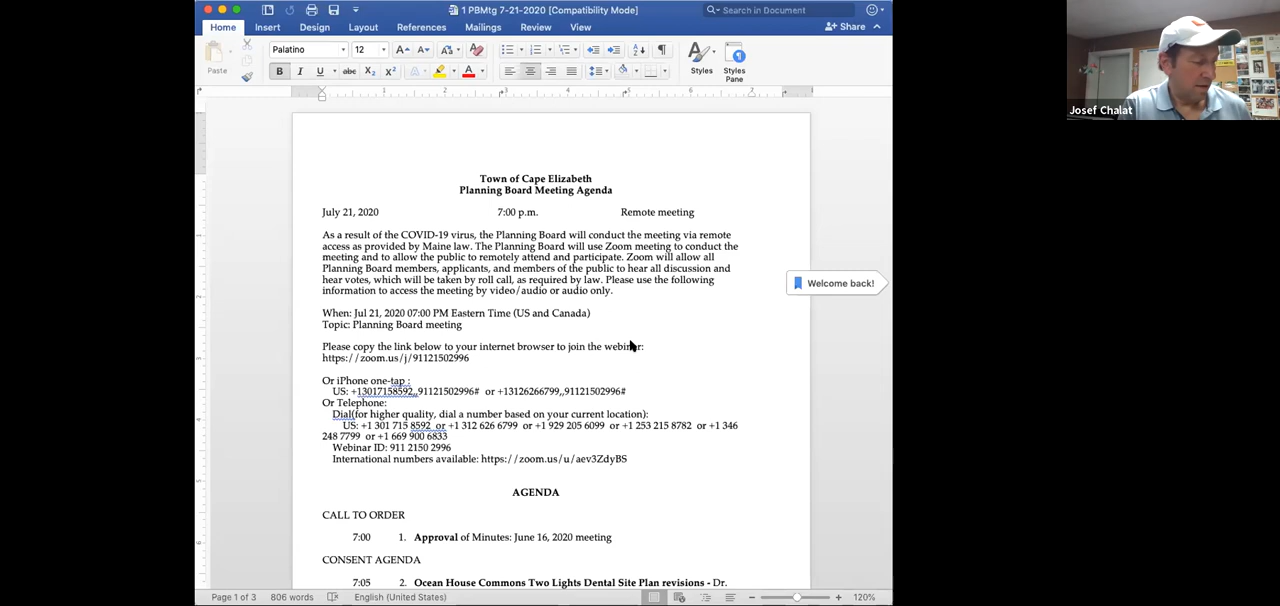 1 PBMtg 7-21-2020 [Compatibility Mode]
Search in Document
Home Insert Design Layout References Mailings Review View
Share
Paste
Palatino 12
Styles
Styles Pane
B I U abc X₂ X²
1 2 3 4 5 6 7
Town of Cape Elizabeth
Planning Board Meeting Agenda
July 21, 2020 7:00 p.m. Remote meeting
As a result of the COVID-19 virus, the Planning Board will conduct the meeting via remote
access as provided by Maine law. The Planning Board will use Zoom meeting to conduct the
meeting and to allow the public to remotely attend and participate. Zoom will allow all
Planning Board members, applicants, and members of the public to hear all discussion and
hear votes, which will be taken by roll call, as required by law. Please use the following
information to access the meeting by video/audio or audio only.
When: Jul 21, 2020 07:00 PM Eastern Time (US and Canada)
Topic: Planning Board meeting
Please copy the link below to your internet browser to join the webinar:
https://zoom.us/j/91121502996
Or iPhone one-tap :
US: +13017158592,,91121502996# or +13126266799,,91121502996#
Or Telephone:
Dial(for higher quality, dial a number based on your current location):
US: +1 301 715 8592 or +1 312 626 6799 or +1 929 205 6099 or +1 253 215 8782 or +1 346
248 7799 or +1 669 900 6833
Webinar ID: 911 2150 2996
International numbers available: https://zoom.us/u/aev3ZdyBS
AGENDA
CALL TO ORDER
7:00 1. Approval of Minutes: June 16, 2020 meeting
CONSENT AGENDA
7:05 2. Ocean House Commons Two Lights Dental Site Plan revisions - Dr.
Welcome back!
Page 1 of 3 806 words English (United States) 120%
Josef Chalat